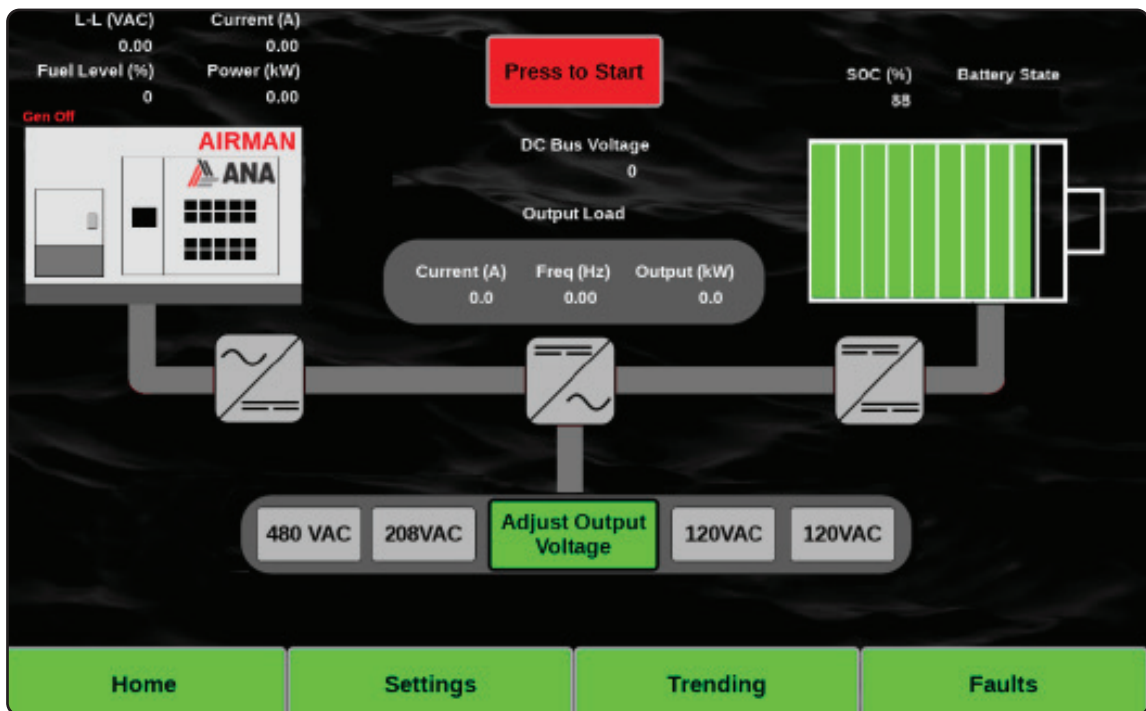 L-L (VAC) Current (A)
0.00 0.00
Fuel Level (%) Power (kW)
0 0.00
Gen Off
AIRMAN
ANA
Press to Start
DC Bus Voltage
0
Output Load
Current (A) Freq (Hz) Output (kW)
0.0 0.00 0.0
SOC (%) Battery State
88
480 VAC 208VAC Adjust Output Voltage 120VAC 120VAC
Home Settings Trending Faults